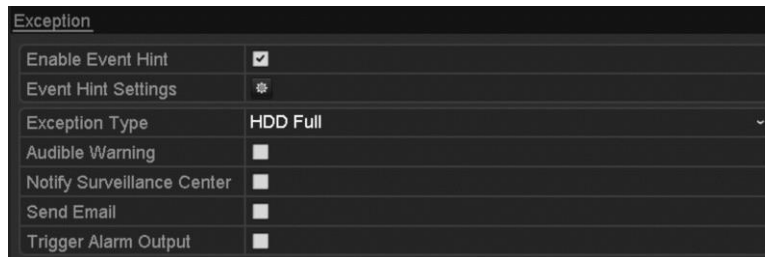 Exception
Enable Event Hint
Event Hint Settings
Exception Type HDD Full
Audible Warning
Notify Surveillance Center
Send Email
Trigger Alarm Output